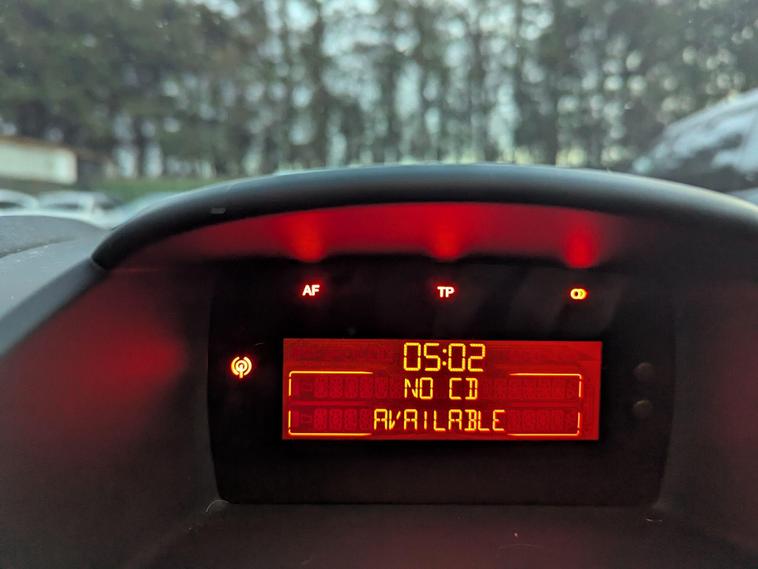 AF TP
05:02
NO CD
AVAILABLE